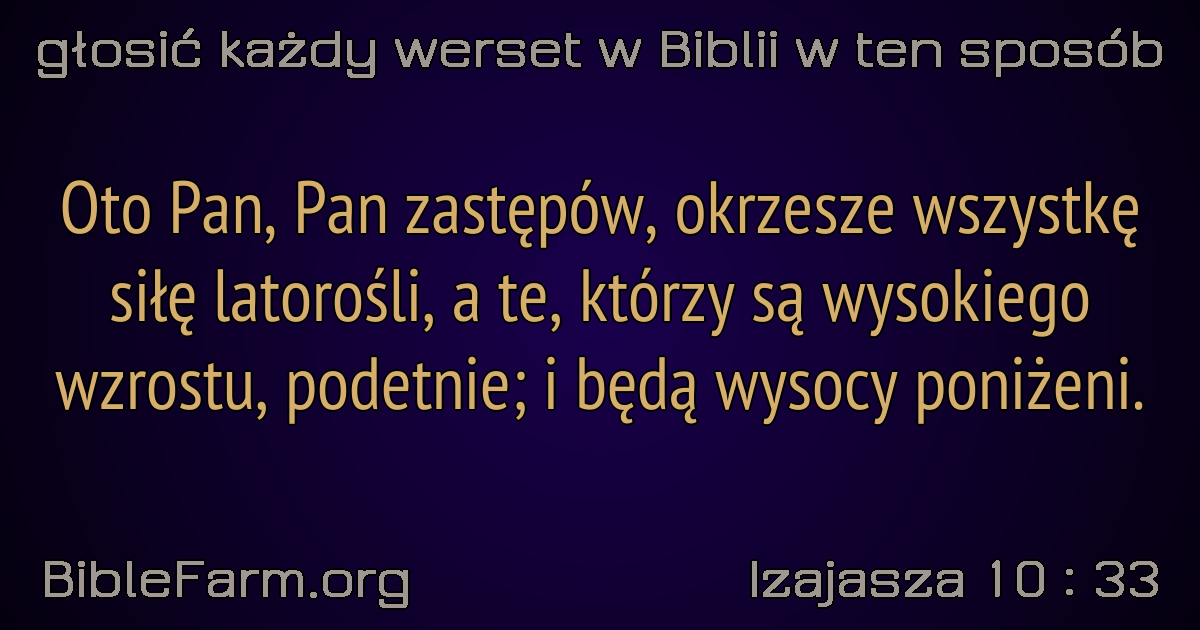 głosić każdy werset w Biblii w ten sposób
Oto Pan, Pan zastępów, okrzesze wszystkę
siłę latorośli, a te, którzy są wysokiego
wzrostu, podetnie; i będą wysocy poniżeni.
BibleFarm.org
Izajasza 10 : 33